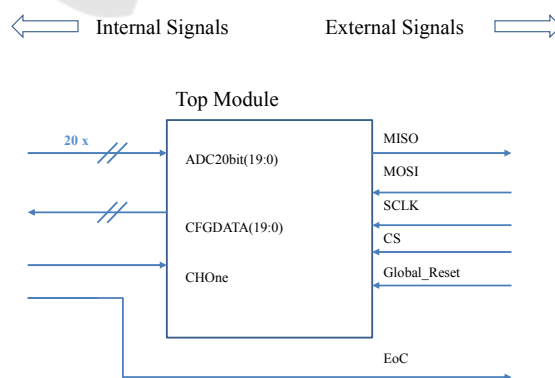 Internal Signals
External Signals
Top Module
20 x
ADC20bit(19:0)
CFGDATA(19:0)
CHOne
MISO
MOSI
SCLK
CS
Global_Reset
EoC